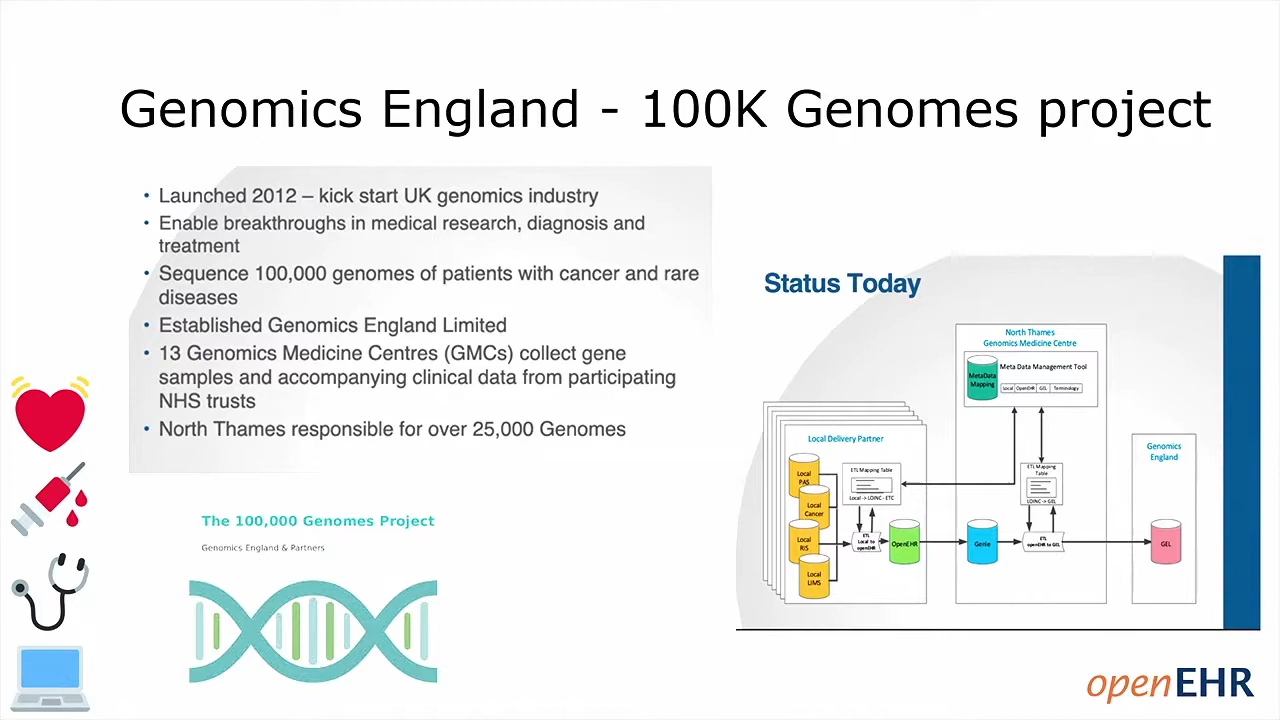 Genomics England - 100K Genomes project
• Launched 2012 – kick start UK genomics industry
• Enable breakthroughs in medical research, diagnosis and
treatment
• Sequence 100,000 genomes of patients with cancer and rare
diseases
• Established Genomics England Limited
• 13 Genomics Medicine Centres (GMCs) collect gene
samples and accompanying clinical data from participating
NHS trusts
• North Thames responsible for over 25,000 Genomes
The 100,000 Genomes Project
Genomics England & Partners
Status Today
North Thames
Genomics Medicine Centre
Meta Data Management Tool
MetaData
Mapping
Local OpenEHR GEL Terminology
Local Delivery Partner
Local
PAS
Local
Cancer
Local
RIS
Local
LIMS
ETL Mapping Table
Local -> LOINC - ETC
ETL
Local to
openEHR
OpenEHR
ETL Mapping
Table
LOINC -> GEL
Genie
ETL
openEHR to GEL
Genomics
England
GEL
openEHR